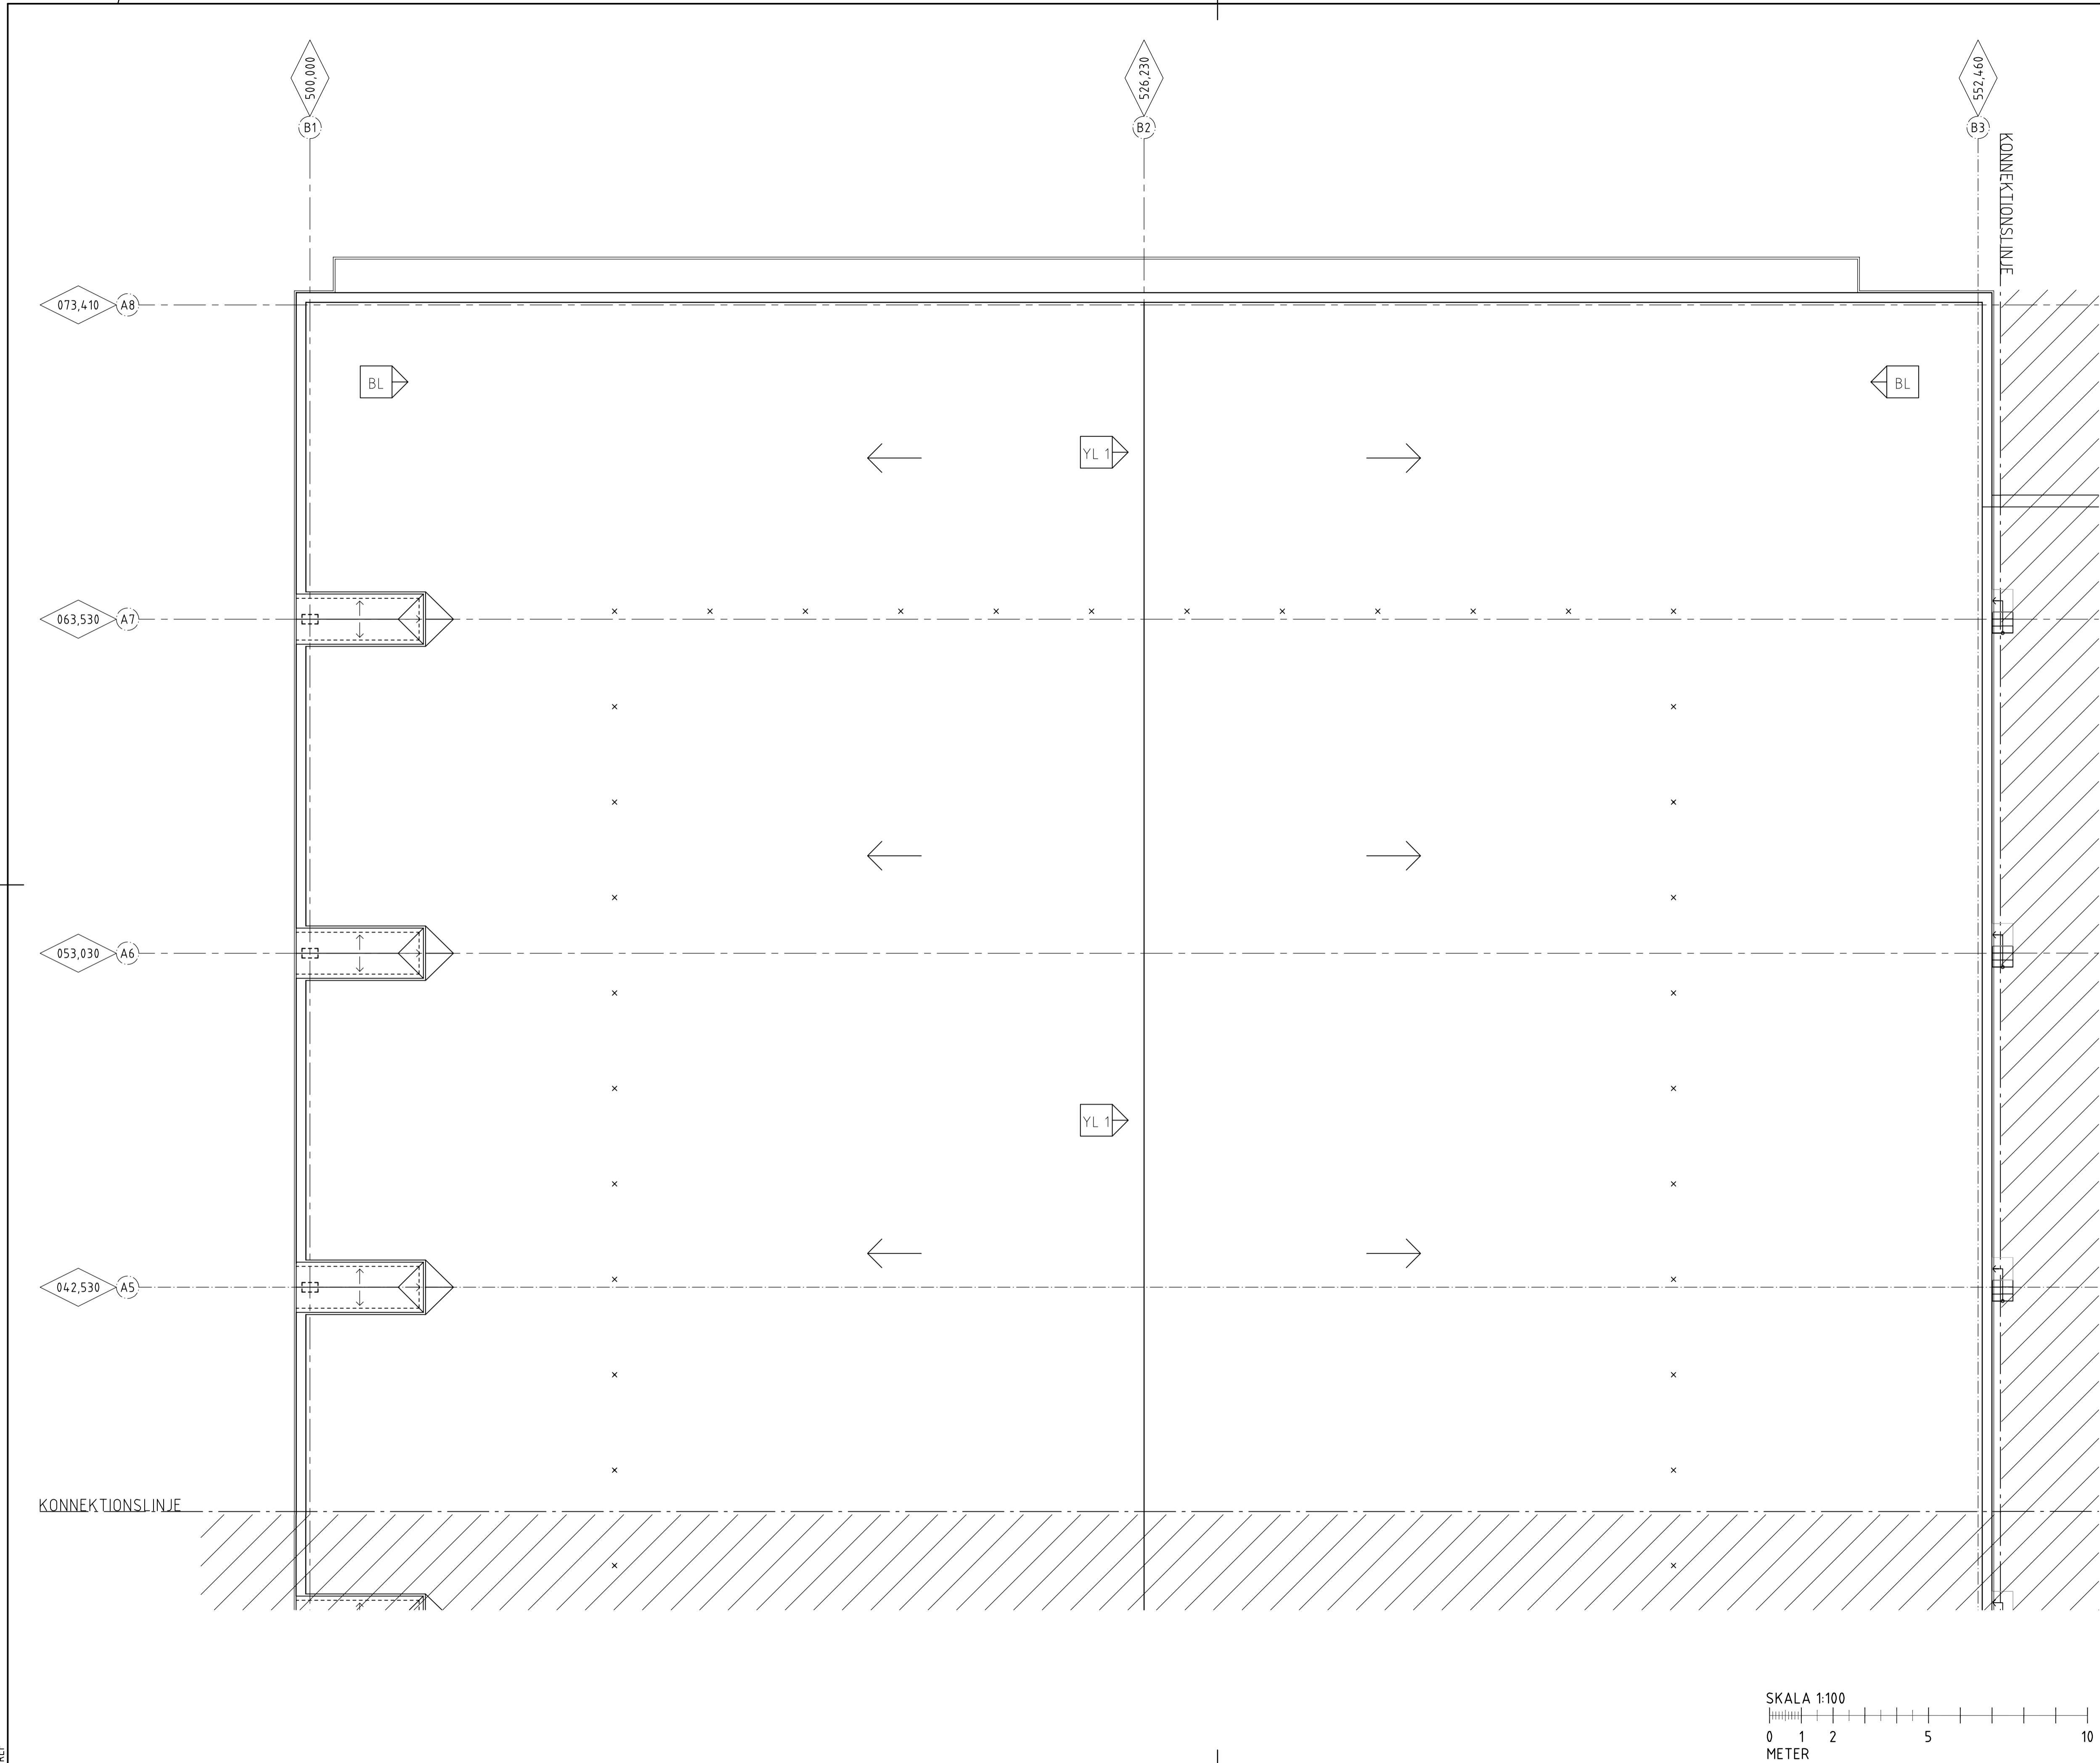 500,000
526,230
552,460
B1
B2
B3
KONNEKTIONSLINJE
073,410 A8
BL
BL
YL 1
063,530 A7
053,030 A6
YL 1
042,530 A5
KONNEKTIONSLINJE
SKALA 1:100
0 1 2 5 10
METER